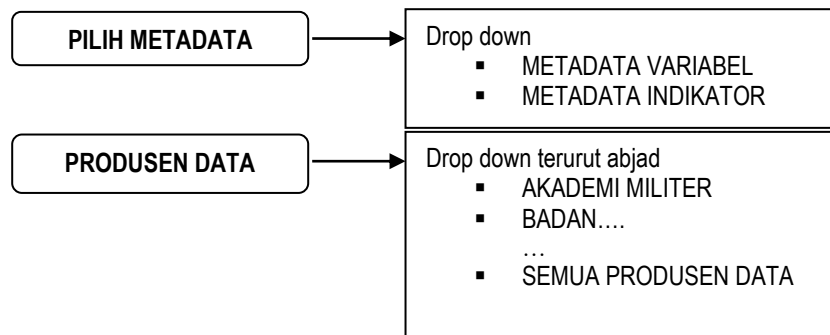 PILIH METADATA
Drop down
▪ METADATA VARIABEL
▪ METADATA INDIKATOR
PRODUSEN DATA
Drop down terurut abjad
▪ AKADEMI MILITER
▪ BADAN….
…
▪ SEMUA PRODUSEN DATA